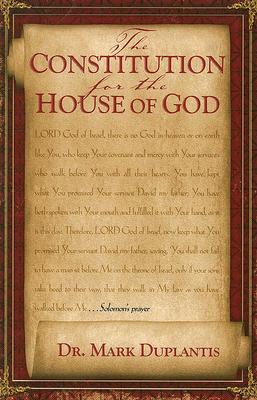 The
CONSTITUTION
for the
HOUSE OF GOD
LORD God of Israel, there is no God in heaven or on earth
like You, who keep Your covenant and mercy with Your servants
who walk before You with all their hearts. You have kept
what You promised Your servant David my father; You have
both spoken with Your mouth and fulfilled it with Your hand, as it
is this day. Therefore, LORD God of Israel, now keep what You
promised Your servant David my father, saying, 'You shall not fail
to have a man sit before Me on the throne of Israel, only if your sons
take heed to their way, that they walk in My law as you have
walked before Me...Solomon's prayer
DR. MARK DUPLANTIS